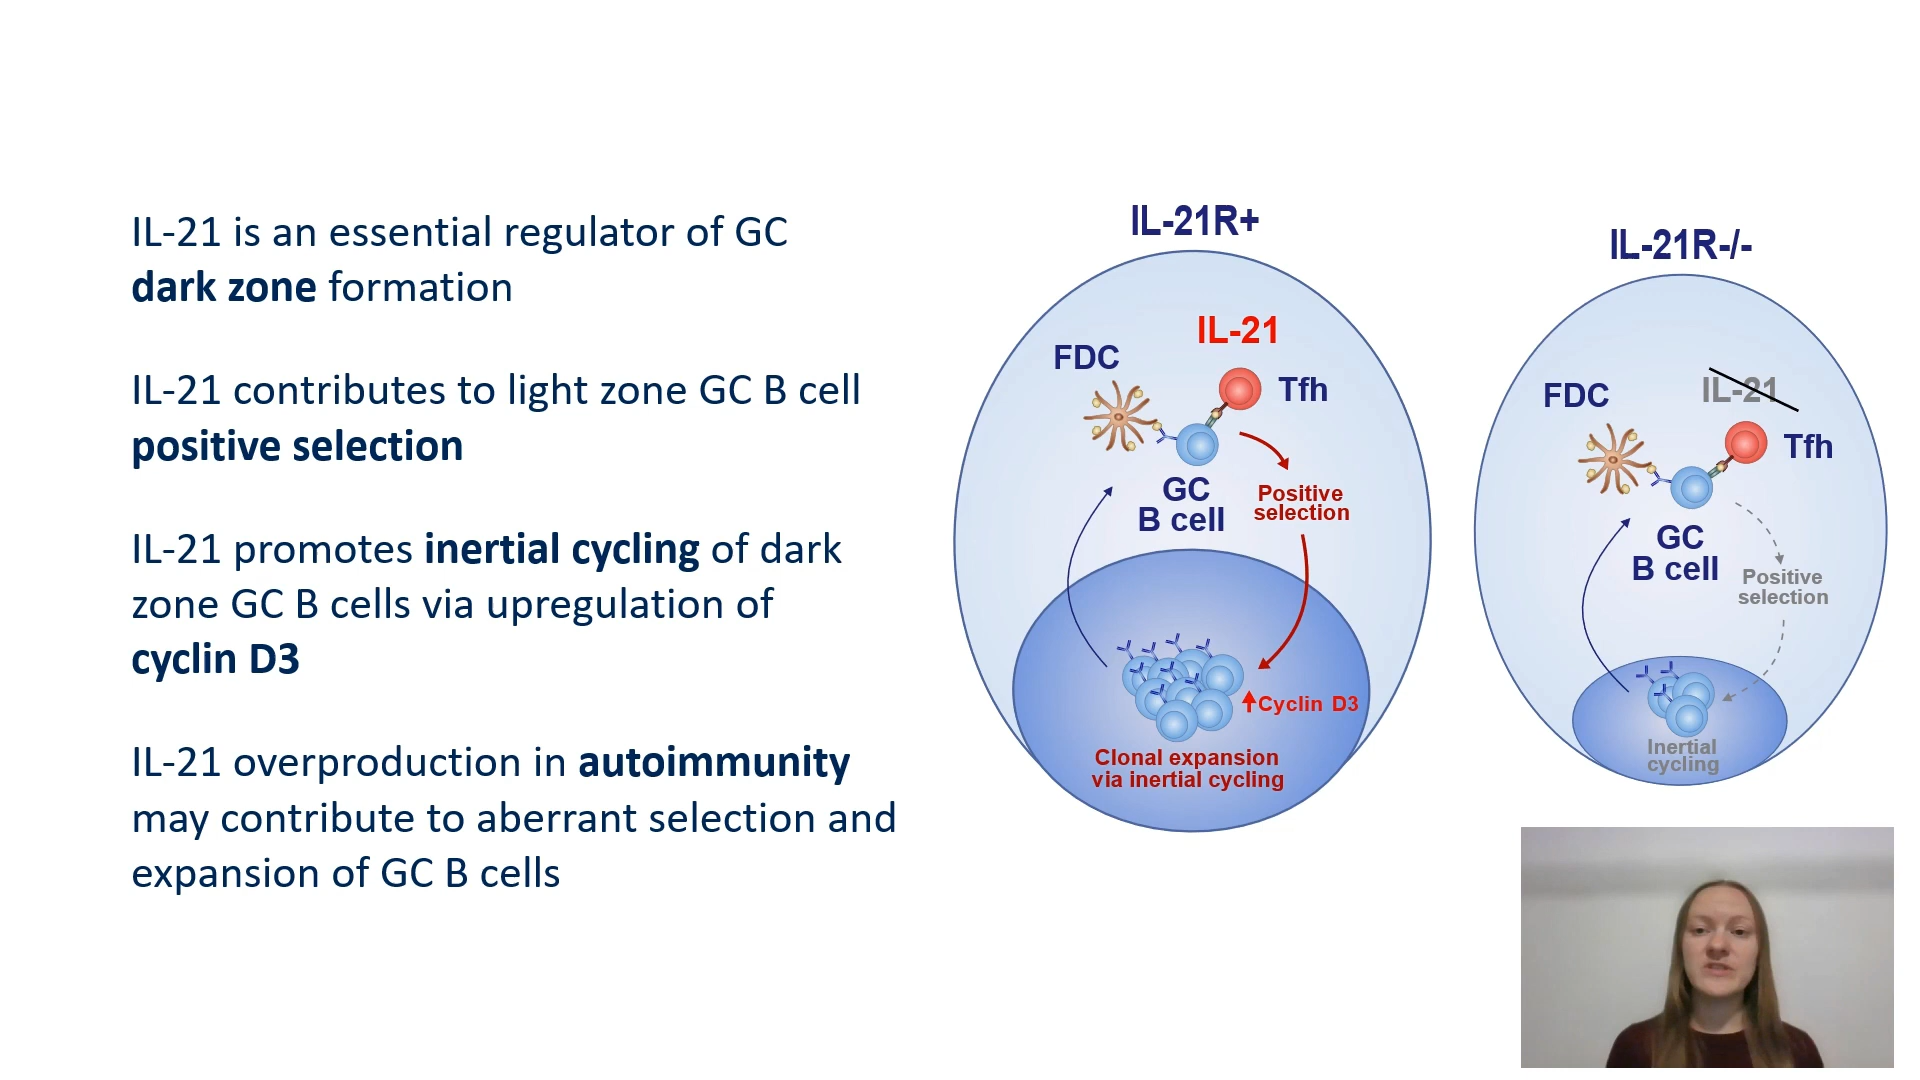 IL-21 is an essential regulator of GC
dark zone formation
IL-21 contributes to light zone GC B cell
positive selection
IL-21 promotes inertial cycling of dark
zone GC B cells via upregulation of
cyclin D3
IL-21 overproduction in autoimmunity
may contribute to aberrant selection and
expansion of GC B cells
IL-21R+
IL-21
FDC
Tfh
GC
B cell
Positive
selection
Cyclin D3
Clonal expansion
via inertial cycling
IL-21R-/-
IL-21
FDC
Tfh
GC
B cell
Positive
selection
Inertial
cycling